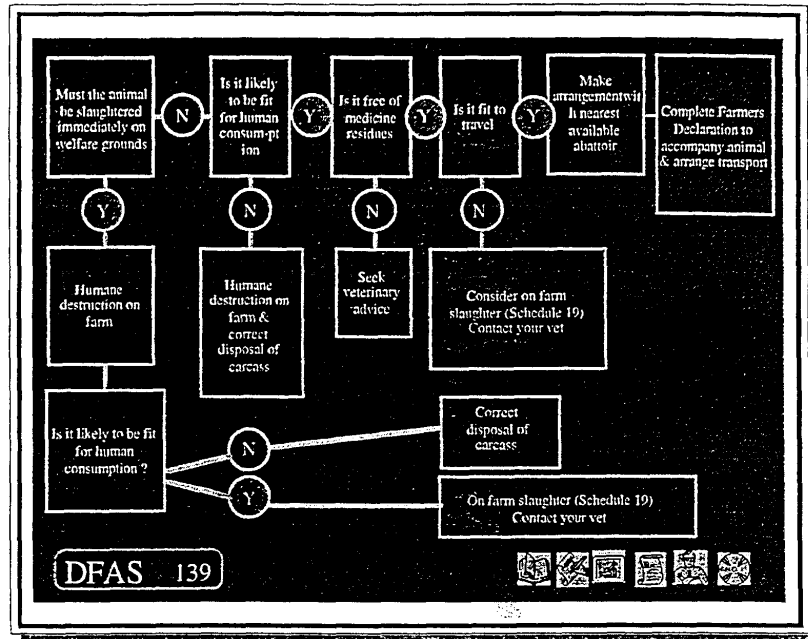 Must the animal
be slaughtered
immediately on
welfare grounds
N
Is it likely
to be fit
for human
consum-pt
ion
Y
Is it free of
medicine
residues
Y
Is it fit to
travel
Y
Make
arrangementwit
h nearest
available
abattoir
Complete Farmers
Declaration to
accompany animal
& arrange transport
Y
N
N
N
Humane
destruction on
farm
Humane
destruction on
farm &
correct
disposal of
carcass
Seek
veterinary
advice
Consider on farm
slaughter (Schedule 19)
Contact your vet
Is it likely to be fit
for human
consumption ?
N
Correct
disposal of
carcass
Y
On farm slaughter (Schedule 19)
Contact your vet
DFAS 139